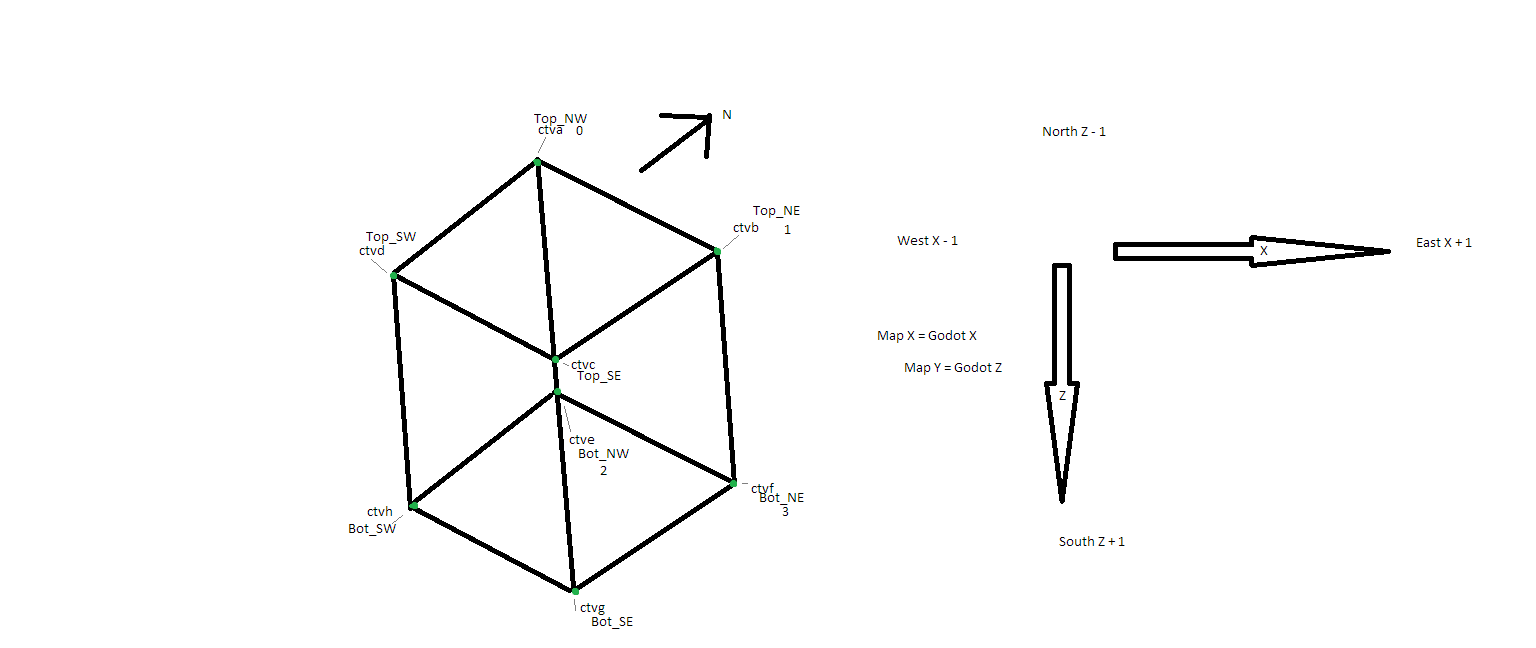 Top_NW
ctva 0
N
Top_NE
ctvb 1
Top_SW
ctvd
ctvc
Top_SE
ctve
Bot_NW
2
ctvf
Bot_NE
3
ctvh
Bot_SW
ctvg
Bot_SE
North Z - 1
West X - 1
X
East X + 1
Map X = Godot X
Map Y = Godot Z
Z
South Z + 1